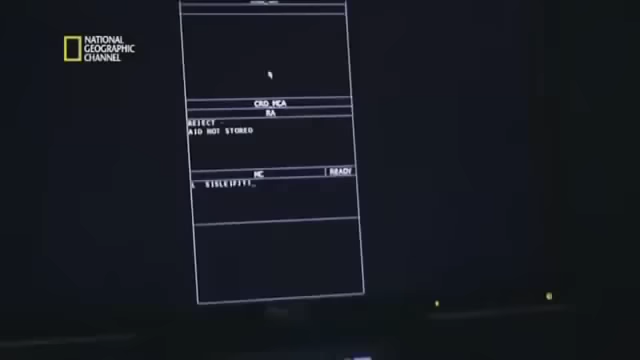 NATIONAL
GEOGRAPHIC
CHANNEL
CRD_MCA
RA
REJECT -
AID NOT STORED
MC
READY